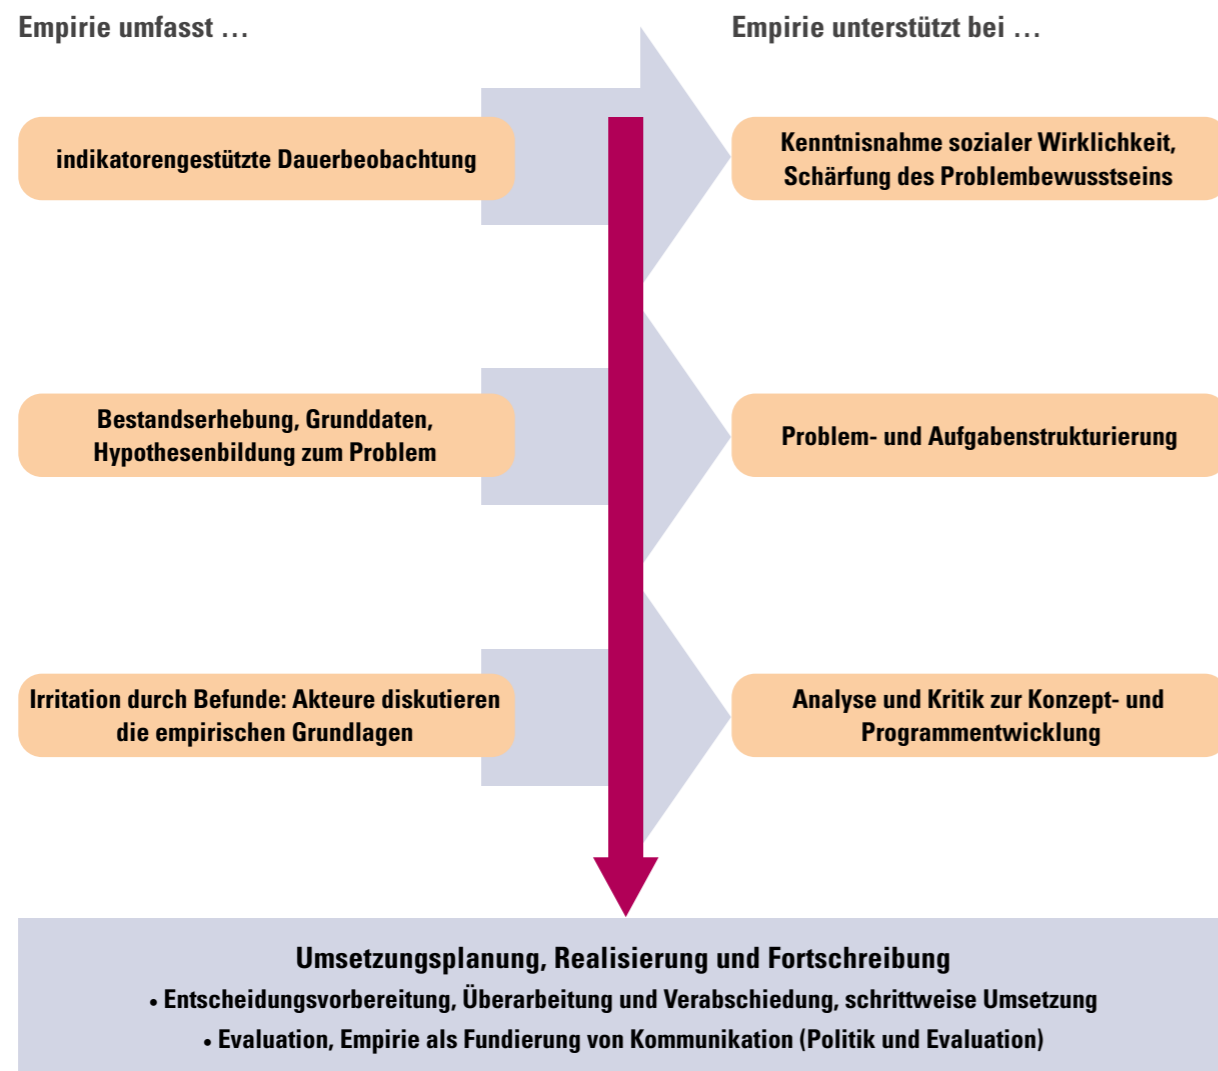 Empirie umfasst …
Empirie unterstützt bei …
indikatorengestützte Dauerbeobachtung
Kenntnisnahme sozialer Wirklichkeit,
Schärfung des Problembewusstseins
Bestandserhebung, Grunddaten,
Hypothesenbildung zum Problem
Problem- und Aufgabenstrukturierung
Irritation durch Befunde: Akteure diskutieren
die empirischen Grundlagen
Analyse und Kritik zur Konzept- und
Programmentwicklung
Umsetzungsplanung, Realisierung und Fortschreibung
• Entscheidungsvorbereitung, Überarbeitung und Verabschiedung, schrittweise Umsetzung
• Evaluation, Empirie als Fundierung von Kommunikation (Politik und Evaluation)